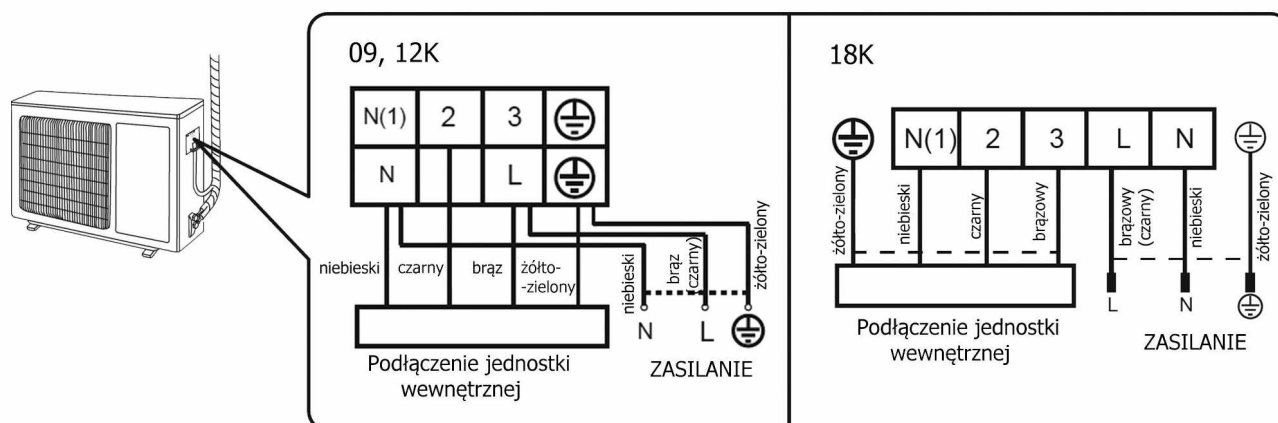 09, 12K
N(1) 2 3
N L
niebieski czarny brąz żółto-
-zielony
niebieski
brąz
(czarny)
żółto-zielony
N L
Podłączenie jednostki
wewnętrznej
ZASILANIE
18K
N(1) 2 3 L N
żółto-zielony
niebieski
czarny
brązowy
brązowy
(czarny)
niebieski
żółto-zielony
L N
Podłączenie jednostki
wewnętrznej
ZASILANIE